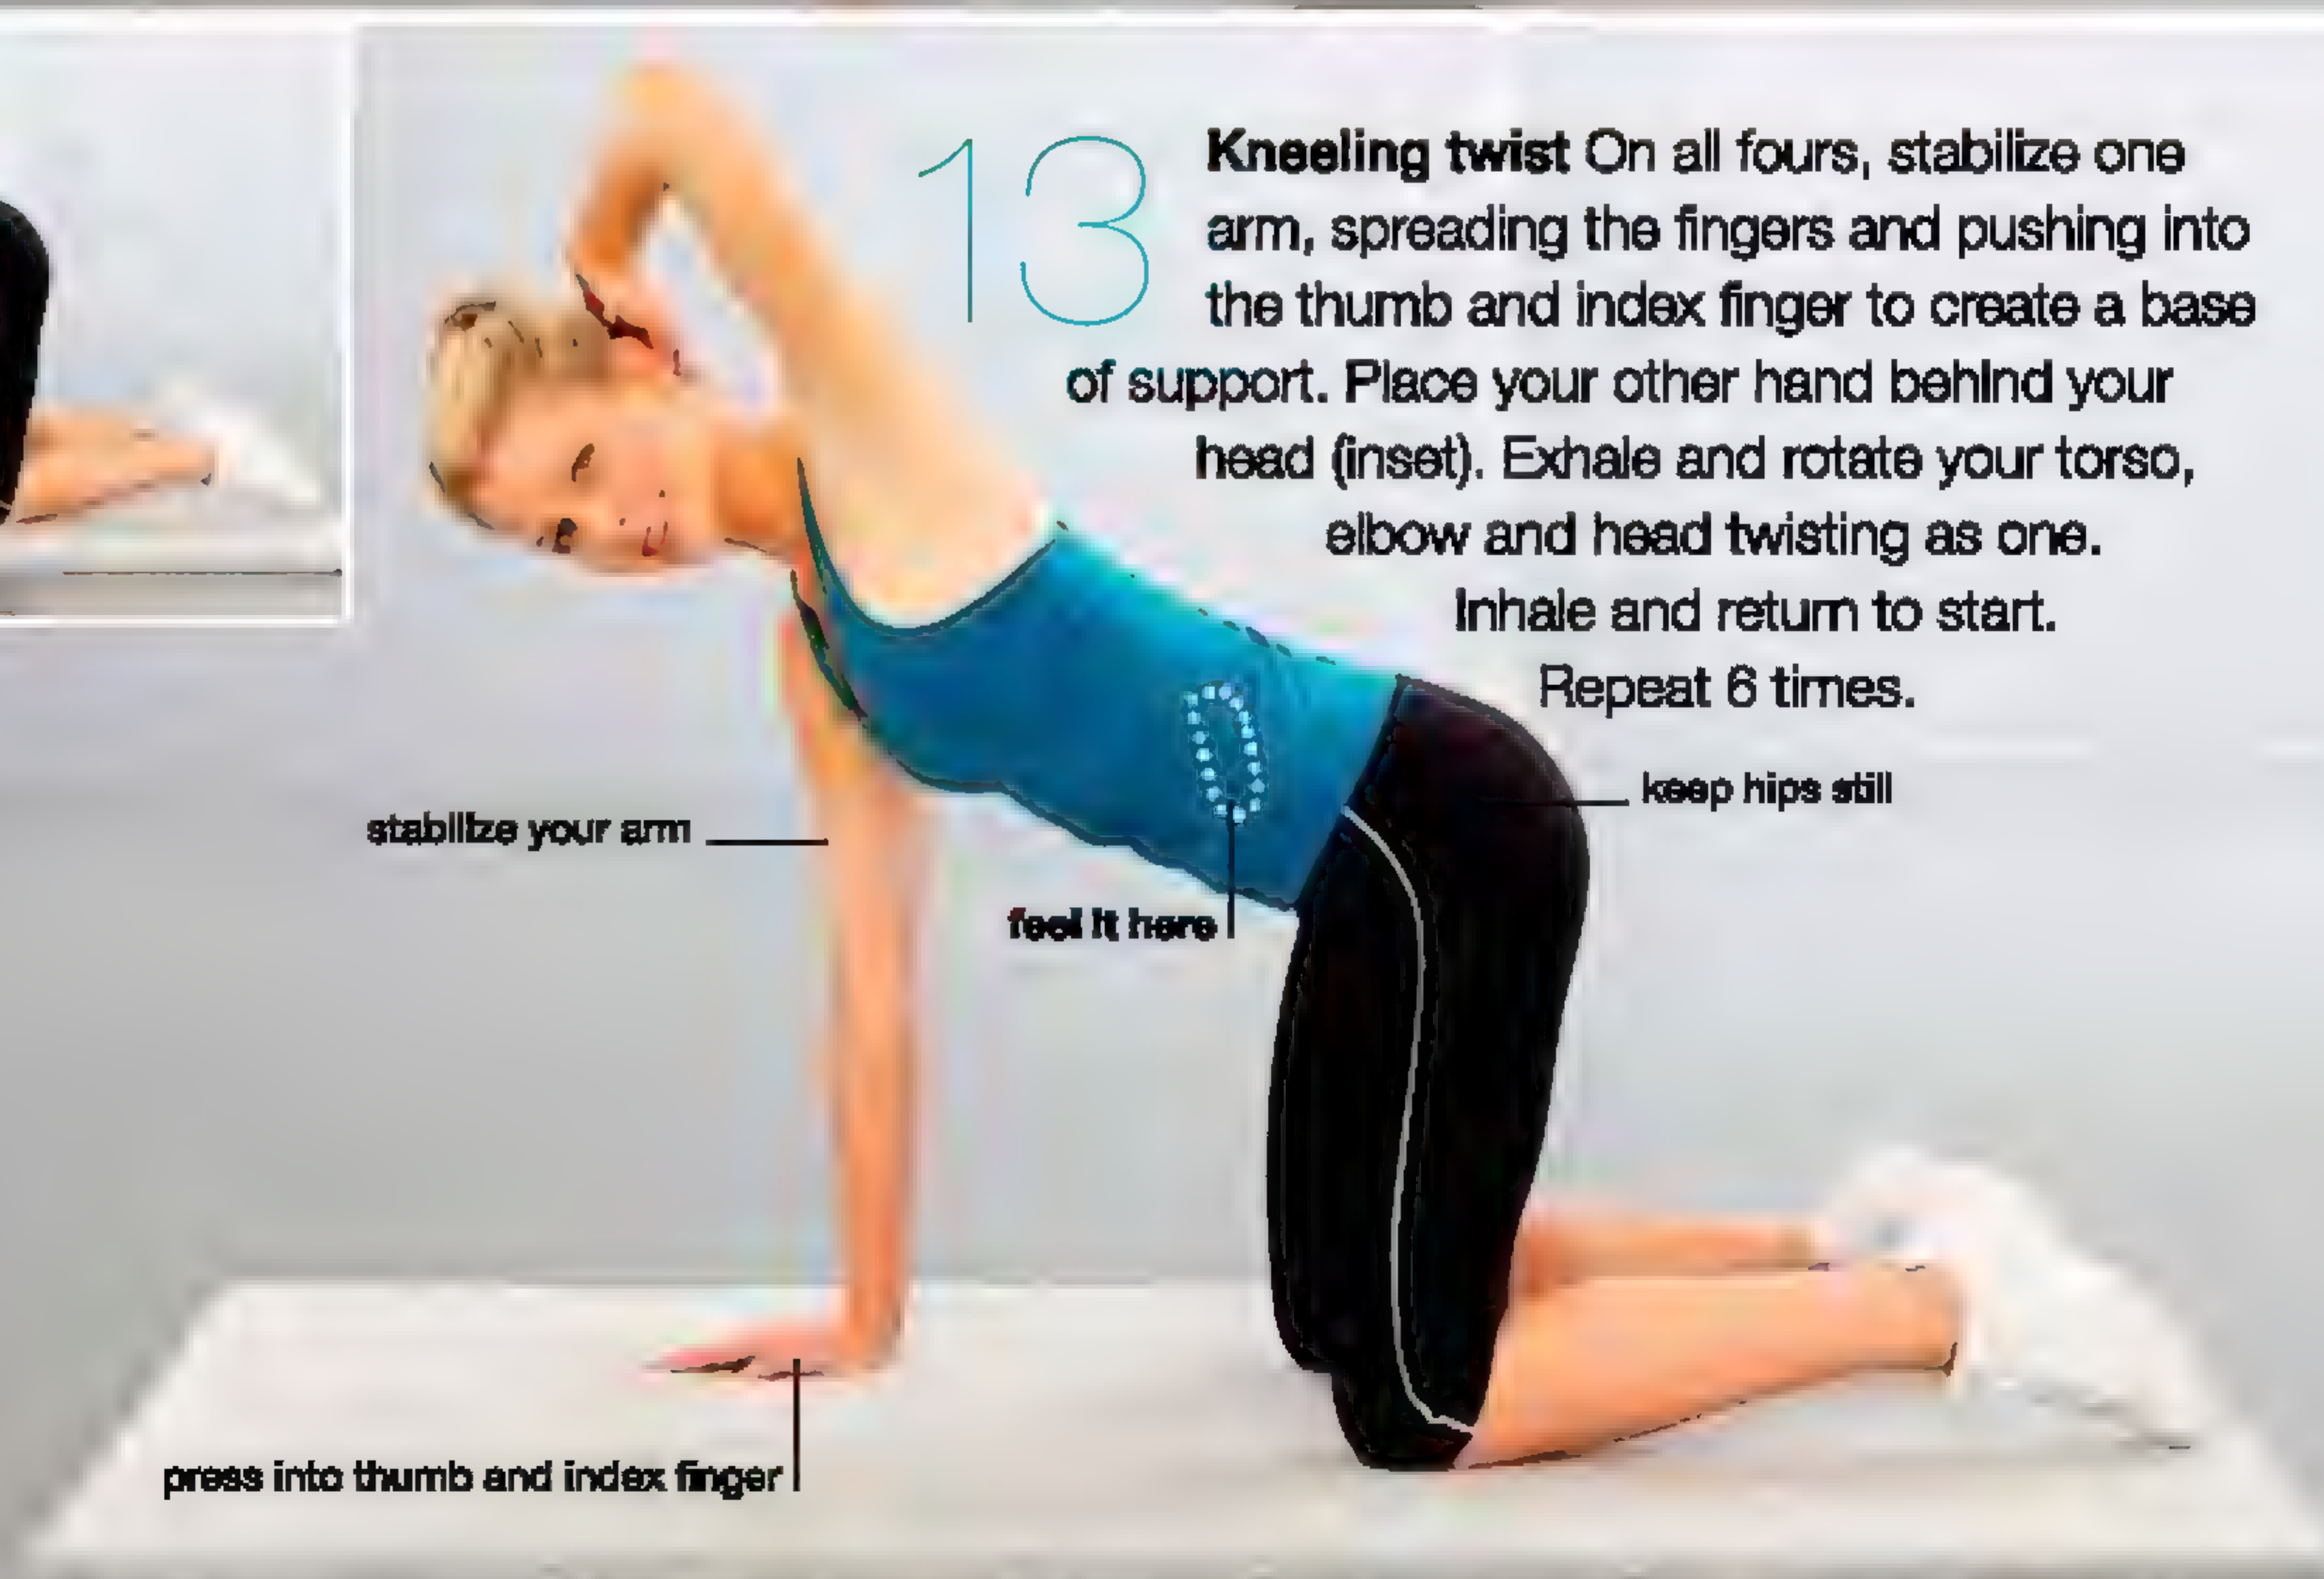 13
Kneeling twist On all fours, stabilize one
arm, spreading the fingers and pushing into
the thumb and index finger to create a base
of support. Place your other hand behind your
head (inset). Exhale and rotate your torso,
elbow and head twisting as one.
Inhale and return to start.
Repeat 6 times.
keep hips still
stabilize your arm
feel it here
press into thumb and index finger